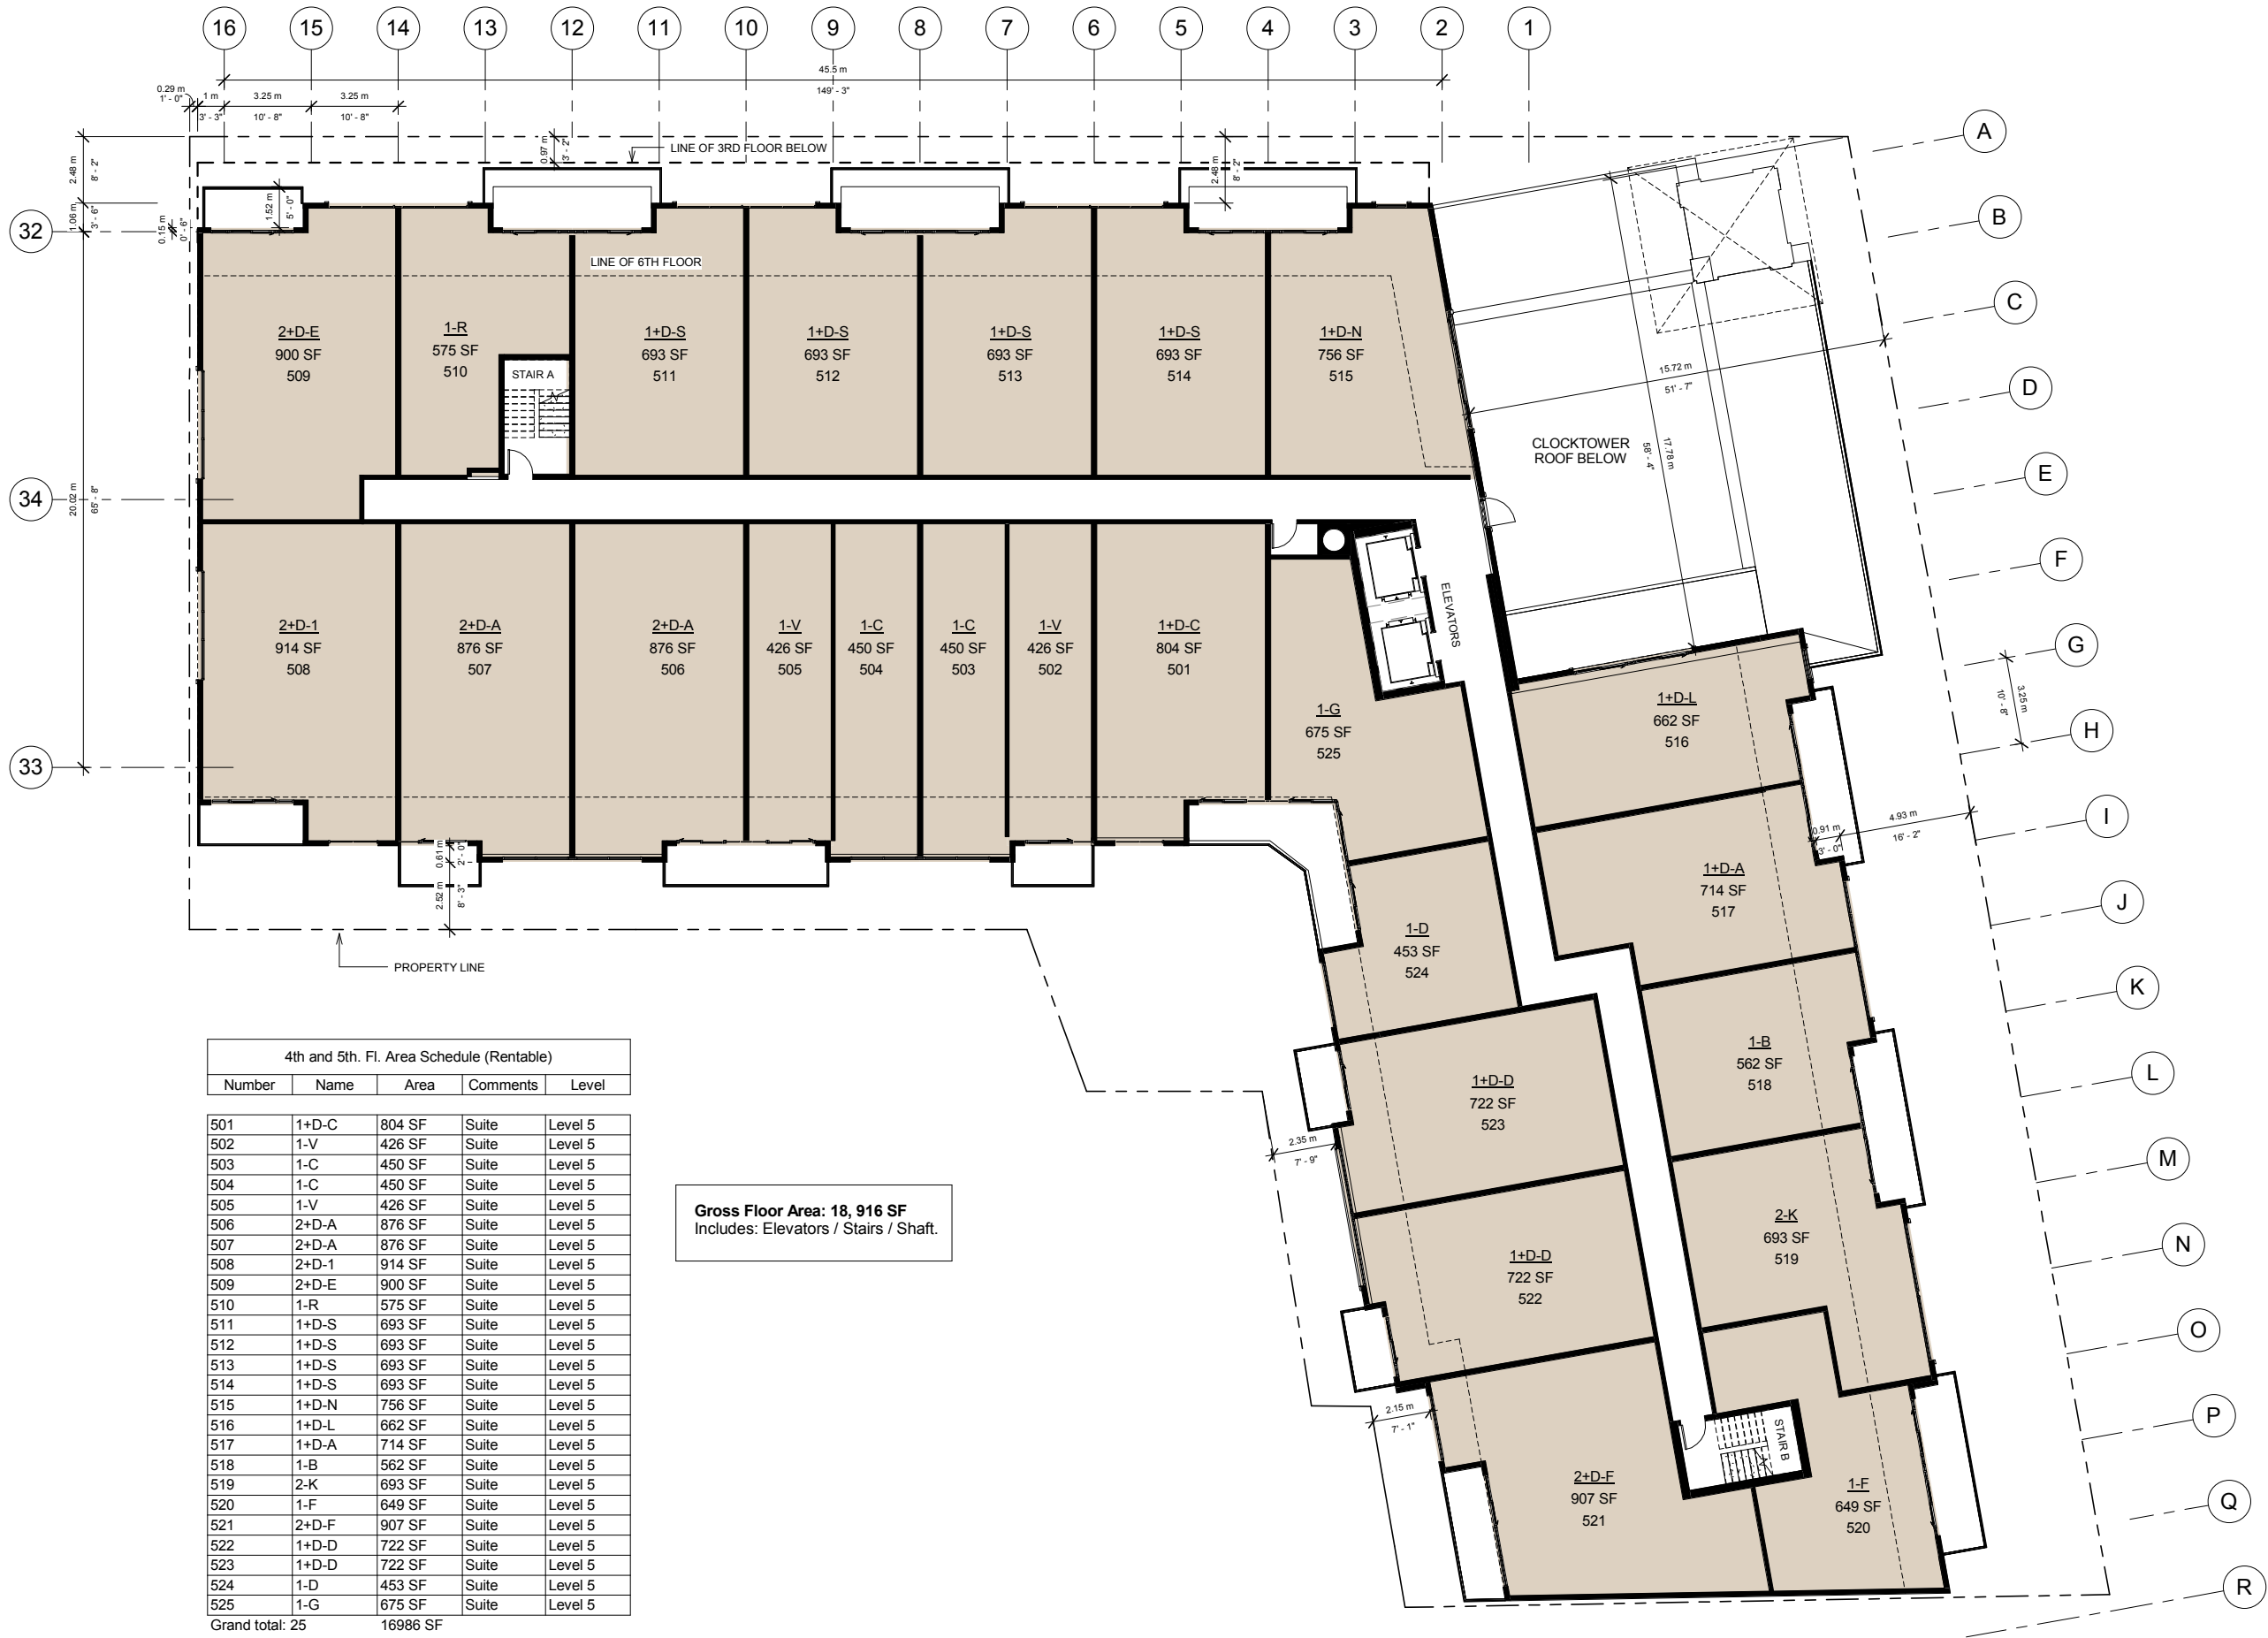 16 15 14 13 12 11 10 9 8 7 6 5 4 3 2 1
45.5 m
149' - 3"
0.29 m
1' - 0"
1 m
3' - 3"
3.25 m
10' - 8"
3.25 m
10' - 8"
A
B
C
D
E
F
G
H
I
J
K
L
M
N
O
P
Q
R
32
34
33
2.48 m
8' - 2"
1.06 m
3' - 6"
0.15 m
0' - 6"
1.52 m
5' - 0"
0.97 m
3' - 2"
LINE OF 3RD FLOOR BELOW
2.48 m
8' - 2"
20.02 m
65' - 8"
LINE OF 6TH FLOOR
2+D-E
900 SF
509
1-R
575 SF
510
STAIR A
1+D-S
693 SF
511
1+D-S
693 SF
512
1+D-S
693 SF
513
1+D-S
693 SF
514
1+D-N
756 SF
515
15.72 m
51' - 7"
17.78 m
58' - 4"
CLOCKTOWER
ROOF BELOW
ELEVATORS
2+D-1
914 SF
508
2+D-A
876 SF
507
2+D-A
876 SF
506
1-V
426 SF
505
1-C
450 SF
504
1-C
450 SF
503
1-V
426 SF
502
1+D-C
804 SF
501
1-G
675 SF
525
1+D-L
662 SF
516
3.25 m
10' - 8"
0.91 m
3' - 0"
4.93 m
16' - 2"
1+D-A
714 SF
517
0.61 m
2' - 0"
2.52 m
8' - 3"
PROPERTY LINE
1-D
453 SF
524
1-B
562 SF
518
1+D-D
722 SF
523
2.35 m
7' - 9"
2-K
693 SF
519
1+D-D
722 SF
522
2.15 m
7' - 1"
STAIR B
2+D-F
907 SF
521
1-F
649 SF
520
4th and 5th. Fl. Area Schedule (Rentable)
Number Name Area Comments Level
501 1+D-C 804 SF Suite Level 5
502 1-V 426 SF Suite Level 5
503 1-C 450 SF Suite Level 5
504 1-C 450 SF Suite Level 5
505 1-V 426 SF Suite Level 5
506 2+D-A 876 SF Suite Level 5
507 2+D-A 876 SF Suite Level 5
508 2+D-1 914 SF Suite Level 5
509 2+D-E 900 SF Suite Level 5
510 1-R 575 SF Suite Level 5
511 1+D-S 693 SF Suite Level 5
512 1+D-S 693 SF Suite Level 5
513 1+D-S 693 SF Suite Level 5
514 1+D-S 693 SF Suite Level 5
515 1+D-N 756 SF Suite Level 5
516 1+D-L 662 SF Suite Level 5
517 1+D-A 714 SF Suite Level 5
518 1-B 562 SF Suite Level 5
519 2-K 693 SF Suite Level 5
520 1-F 649 SF Suite Level 5
521 2+D-F 907 SF Suite Level 5
522 1+D-D 722 SF Suite Level 5
523 1+D-D 722 SF Suite Level 5
524 1-D 453 SF Suite Level 5
525 1-G 675 SF Suite Level 5
Grand total: 25 16986 SF
Gross Floor Area: 18, 916 SF
Includes: Elevators / Stairs / Shaft.